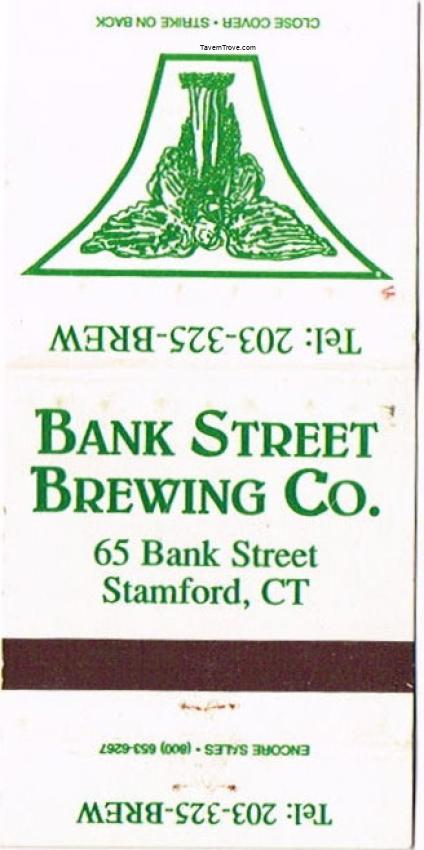 CLOSE COVER • STRIKE ON BACK
TavernTrove.com
Tel: 203-325-BREW
BANK STREET
BREWING CO.
65 Bank Street
Stamford, CT
ENCORE SALES • (800) 653-6267
Tel: 203-325-BREW